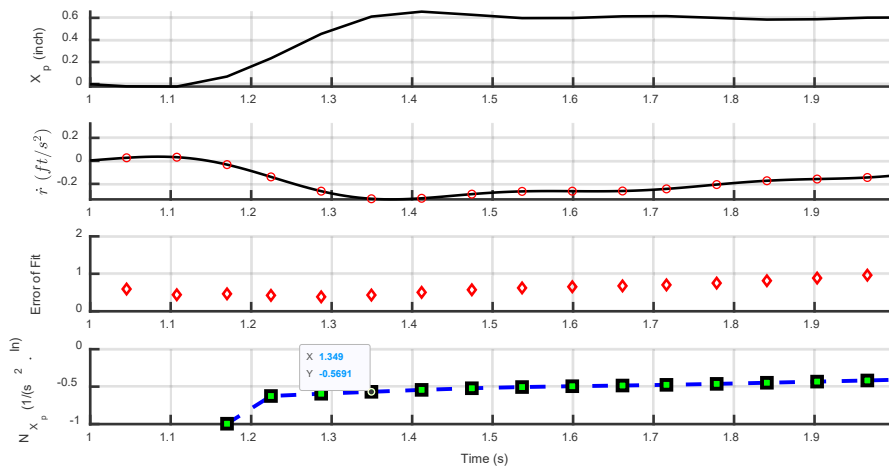 X_p (inch)
0.6
0.2
0
1 1.1 1.2 1.3 1.4 1.5 1.6 1.7 1.8 1.9
ṙ (ft/s²)
0.2
-0.2
1 1.1 1.2 1.3 1.4 1.5 1.6 1.7 1.8 1.9
Error of Fit
2
1
0
1 1.1 1.2 1.3 1.4 1.5 1.6 1.7 1.8 1.9
N_X_p (1/(s² . In)
0
-0.5
-1
X 1.349
Y -0.5691
1 1.1 1.2 1.3 1.4 1.5 1.6 1.7 1.8 1.9
Time (s)